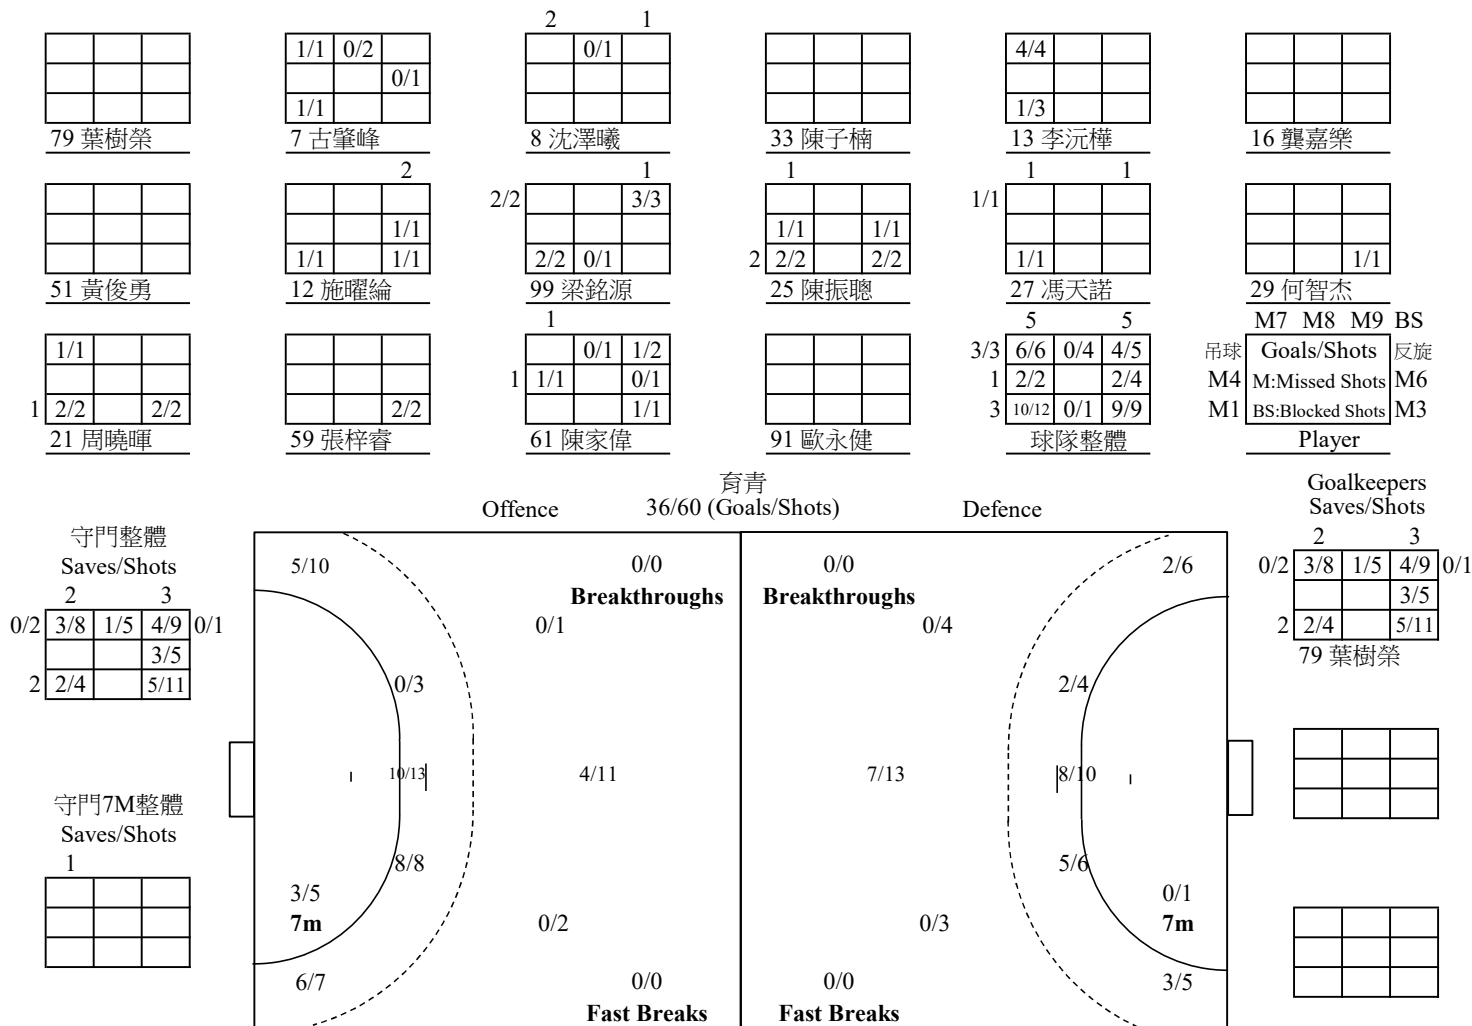 2 1
1/1 0/2 0/1 4/4
0/1
1/1 1/3
79 葉樹榮 7 古肇峰 8 沈澤曦 33 陳子楠 13 李沅樺 16 龔嘉樂
2 1 1 1 1
2/2 3/3 1/1
1/1 1/1 1/1
1/1 1/1 2/2 0/1 2 2/2 2/2 1/1 1/1
51 黃俊勇 12 施曜綸 99 梁銘源 25 陳振聰 27 馮天諾 29 何智杰
1 5 5 M7 M8 M9 BS
1/1 0/1 1/2 3/3 6/6 0/4 4/5 吊球 Goals/Shots 反旋
1 1/1 0/1 1 2/2 2/4 M4 M:Missed Shots M6
1 2/2 2/2 2/2 1/1 3 10/12 0/1 9/9 M1 BS:Blocked Shots M3
21 周曉暉 59 張梓睿 61 陳家偉 91 歐永健 球隊整體 Player
育青
Offence 36/60 (Goals/Shots) Defence
守門整體
Saves/Shots
2 3
0/2 3/8 1/5 4/9 0/1
3/5
2 2/4 5/11
守門7M整體
Saves/Shots
1
5/10 0/0
Breakthroughs
0/1
0/3
10/13 4/11
8/8
3/5
7m
0/2
6/7 0/0
Fast Breaks
0/0 2/6
Breakthroughs
0/4
2/4
7/13 8/10
5/6
0/1
7m
0/3
0/0 3/5
Fast Breaks
Goalkeepers
Saves/Shots
2 3
0/2 3/8 1/5 4/9 0/1
3/5
2 2/4 5/11
79 葉樹榮